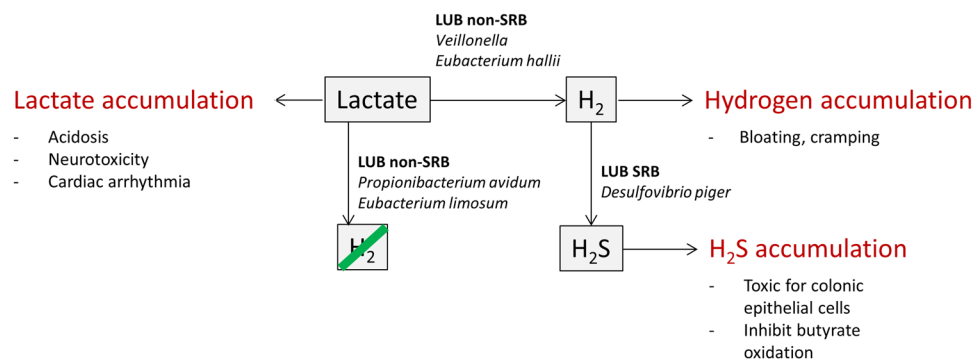 LUB non-SRB
Veillonella
Eubacterium hallii
Lactate accumulation
- Acidosis
- Neurotoxicity
- Cardiac arrhythmia
Lactate
H₂
Hydrogen accumulation
- Bloating, cramping
LUB non-SRB
Propionibacterium avidum
Eubacterium limosum
LUB SRB
Desulfovibrio piger
H₂
H₂S
H₂S accumulation
- Toxic for colonic
epithelial cells
- Inhibit butyrate
oxidation